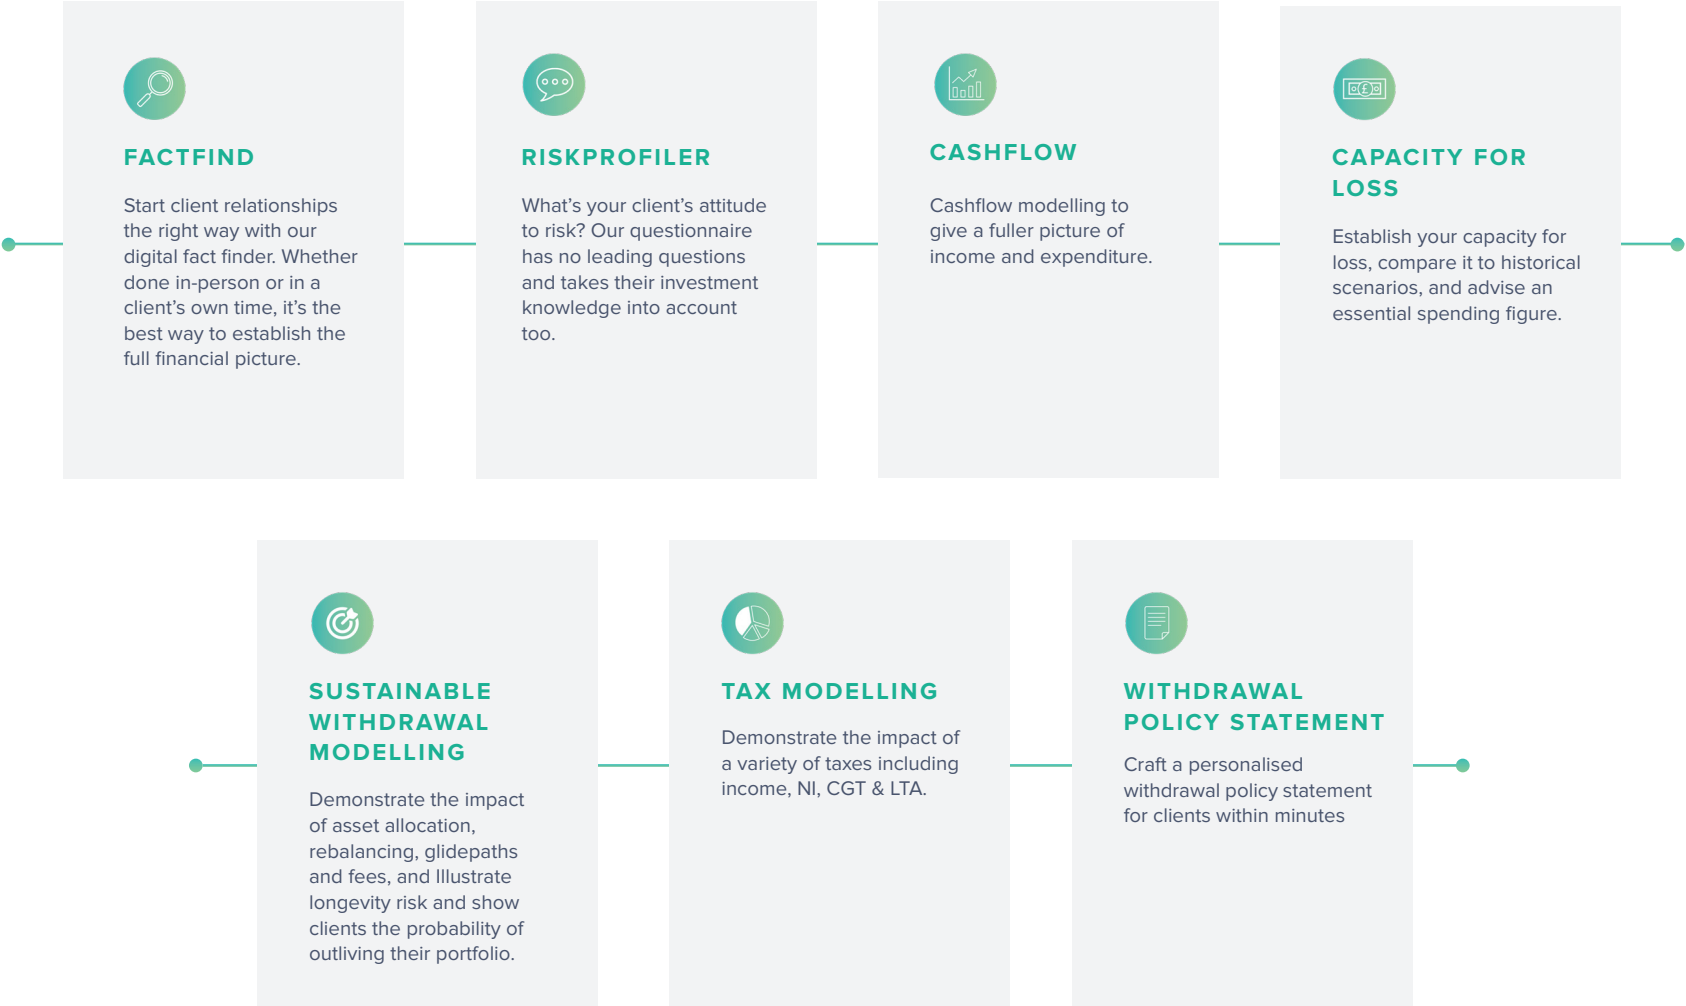 FACTFIND
Start client relationships
the right way with our
digital fact finder. Whether
done in-person or in a
client’s own time, it’s the
best way to establish the
full financial picture.
RISKPROFILER
What’s your client’s attitude
to risk? Our questionnaire
has no leading questions
and takes their investment
knowledge into account
too.
CASHFLOW
Cashflow modelling to
give a fuller picture of
income and expenditure.
£
CAPACITY FOR
LOSS
Establish your capacity for
loss, compare it to historical
scenarios, and advise an
essential spending figure.
SUSTAINABLE
WITHDRAWAL
MODELLING
Demonstrate the impact
of asset allocation,
rebalancing, glidepaths
and fees, and Illustrate
longevity risk and show
clients the probability of
outliving their portfolio.
TAX MODELLING
Demonstrate the impact of
a variety of taxes including
income, NI, CGT & LTA.
WITHDRAWAL
POLICY STATEMENT
Craft a personalised
withdrawal policy statement
for clients within minutes